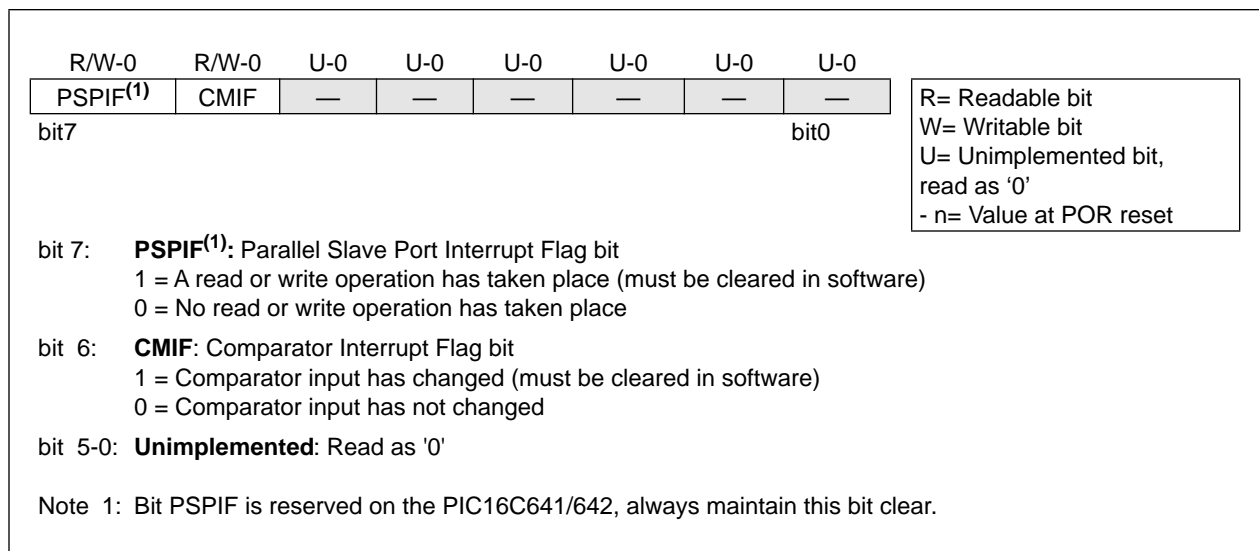 R/W-0 R/W-0 U-0 U-0 U-0 U-0 U-0 U-0
PSPIF(1) CMIF — — — — — —
bit7 bit0
R= Readable bit
W= Writable bit
U= Unimplemented bit,
read as ‘0’
- n= Value at POR reset
bit 7: PSPIF(1): Parallel Slave Port Interrupt Flag bit
1 = A read or write operation has taken place (must be cleared in software)
0 = No read or write operation has taken place
bit 6: CMIF: Comparator Interrupt Flag bit
1 = Comparator input has changed (must be cleared in software)
0 = Comparator input has not changed
bit 5-0: Unimplemented: Read as '0'
Note 1: Bit PSPIF is reserved on the PIC16C641/642, always maintain this bit clear.